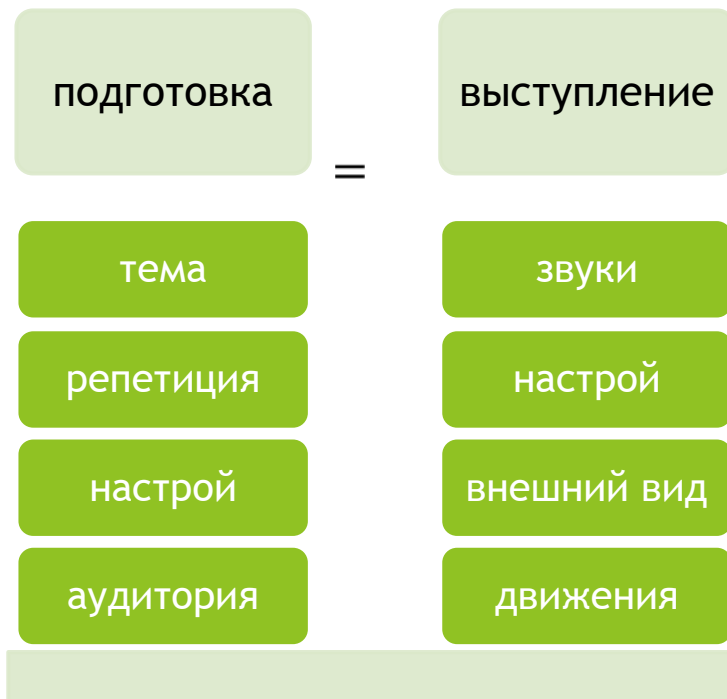 подготовка
=
выступление
тема
репетиция
настрой
аудитория
звуки
настрой
внешний вид
движения